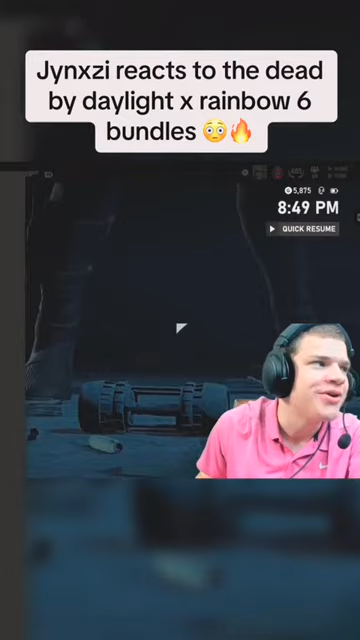 Jynxzi reacts to the dead
by daylight x rainbow 6
bundles 😳🔥
5,875
8:49 PM
QUICK RESUME